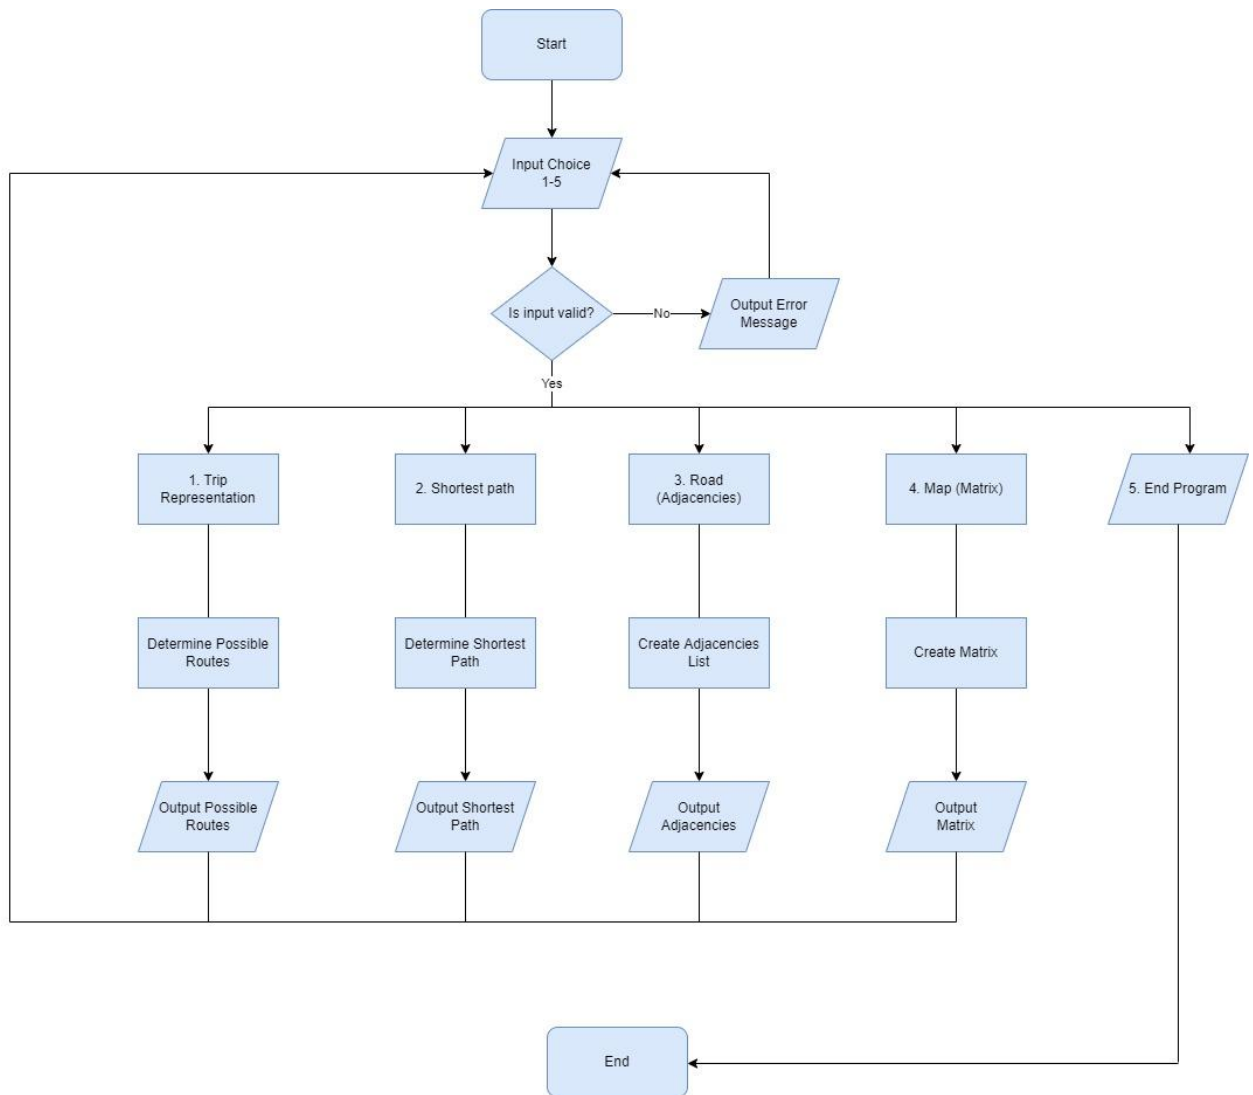 Start
Input Choice
1-5
Is input valid?
No
Output Error
Message
Yes
1. Trip
Representation
2. Shortest path
3. Road
(Adjacencies)
4. Map (Matrix)
5. End Program
Determine Possible
Routes
Determine Shortest
Path
Create Adjacencies
List
Create Matrix
Output Possible
Routes
Output Shortest
Path
Output
Adjacencies
Output
Matrix
End